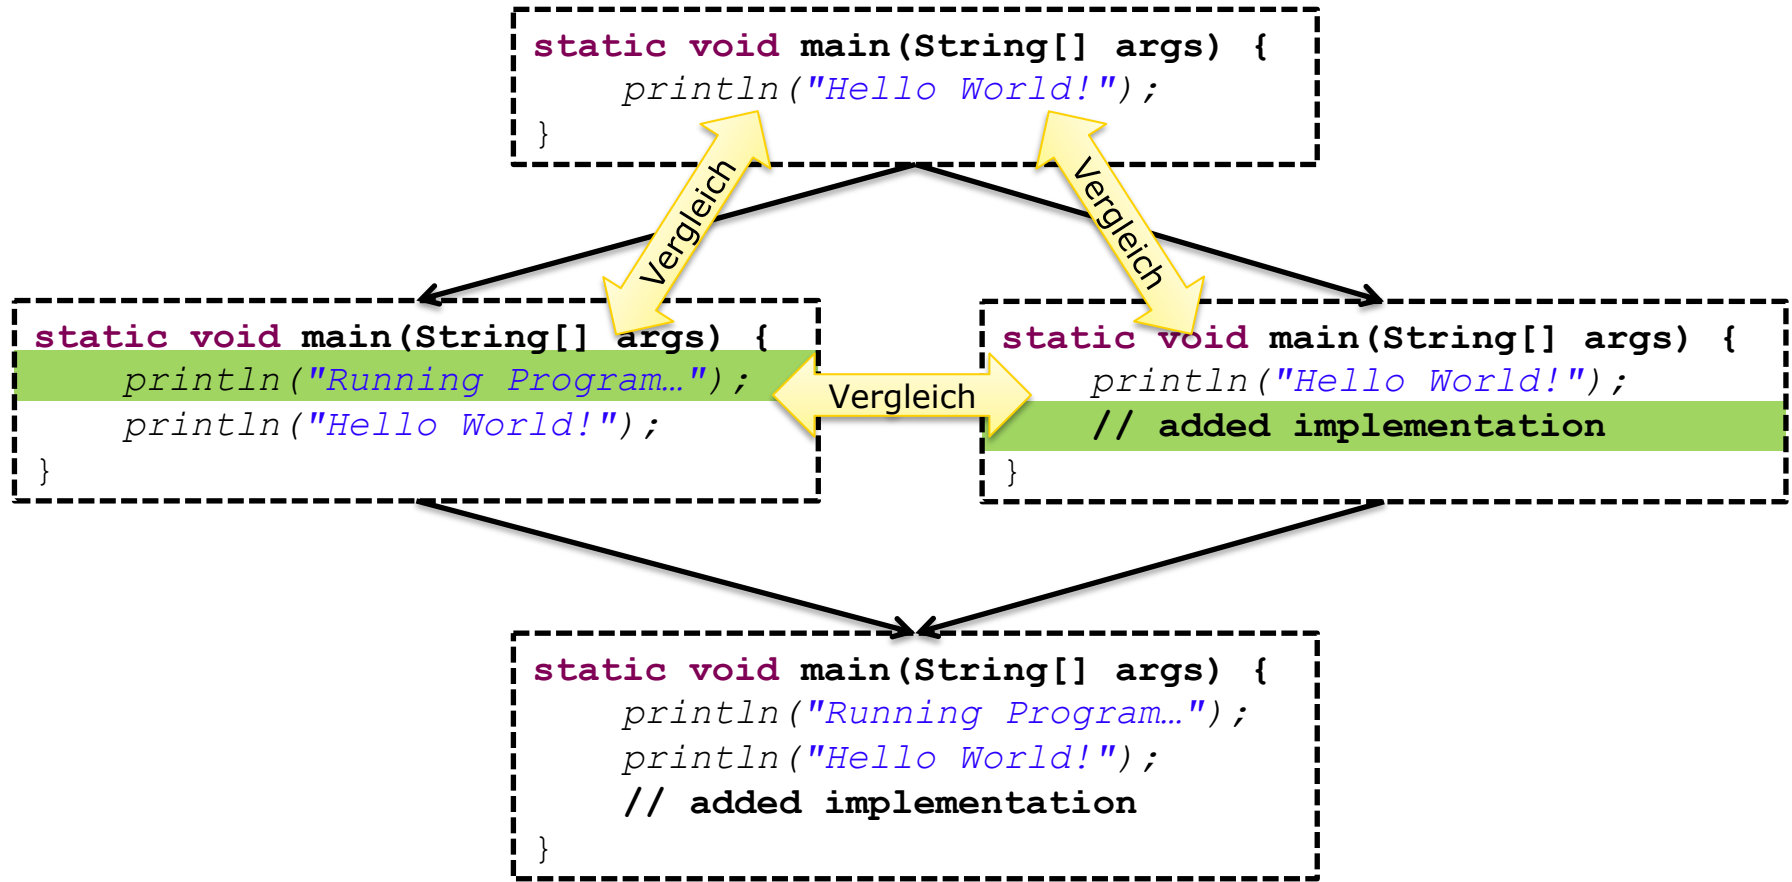 static void main(String[] args) {
println("Hello World!");
}
Vergleich
Vergleich
static void main(String[] args) {
println("Running Program…");
println("Hello World!");
}
Vergleich
static void main(String[] args) {
println("Hello World!");
// added implementation
}
static void main(String[] args) {
println("Running Program…");
println("Hello World!");
// added implementation
}